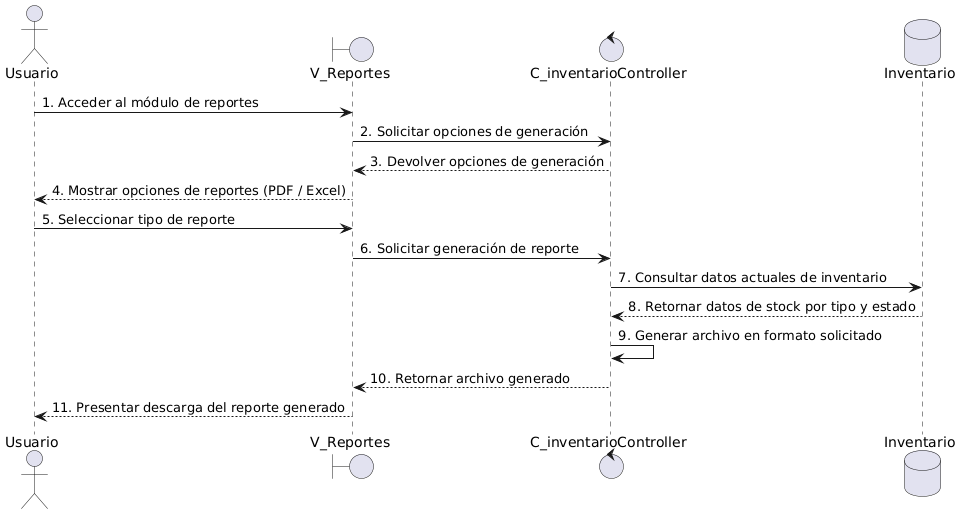 Usuario
V_Reportes
C_inventarioController
Inventario
1. Acceder al módulo de reportes
2. Solicitar opciones de generación
3. Devolver opciones de generación
4. Mostrar opciones de reportes (PDF / Excel)
5. Seleccionar tipo de reporte
6. Solicitar generación de reporte
7. Consultar datos actuales de inventario
8. Retornar datos de stock por tipo y estado
9. Generar archivo en formato solicitado
10. Retornar archivo generado
11. Presentar descarga del reporte generado
Usuario
V_Reportes
C_inventarioController
Inventario